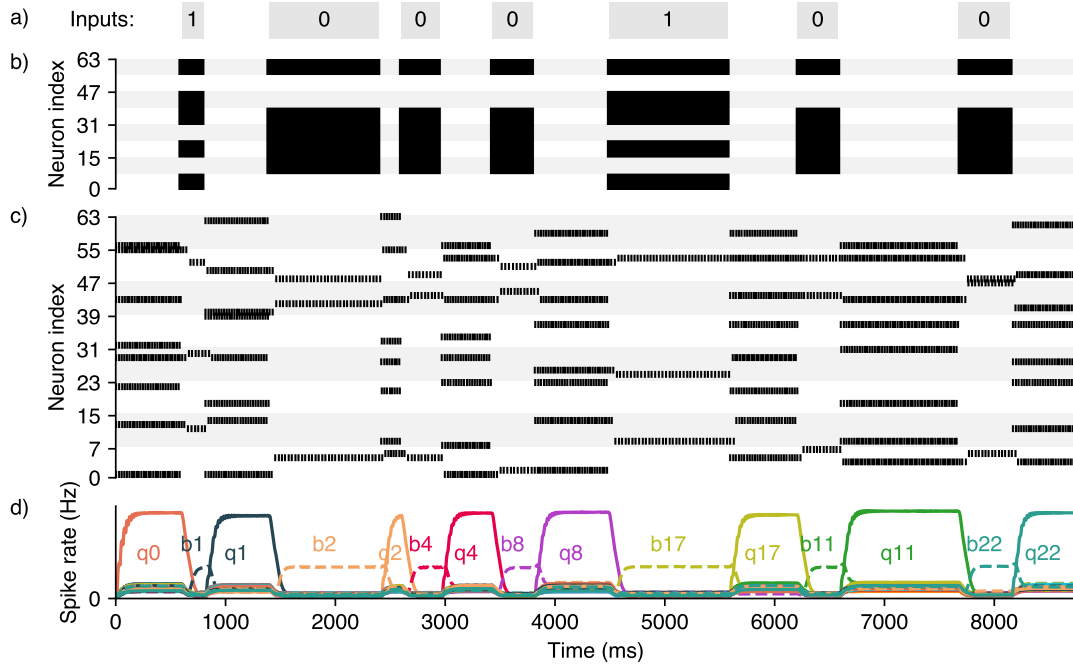 a) Inputs: 1 0 0 0 1 0 0
b)
Neuron index
63
47
31
15
0
c)
Neuron index
63
55
47
39
31
23
15
7
0
d)
Spike rate (Hz)
0
q0 b1 q1 b2 q2 b4 q4 b8 q8 b17 q17 b11 q11 b22 q22
0 1000 2000 3000 4000 5000 6000 7000 8000
Time (ms)